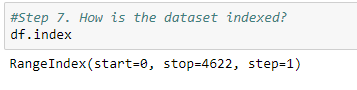 #Step 7. How is the dataset indexed?
df.index
RangeIndex(start=0, stop=4622, step=1)